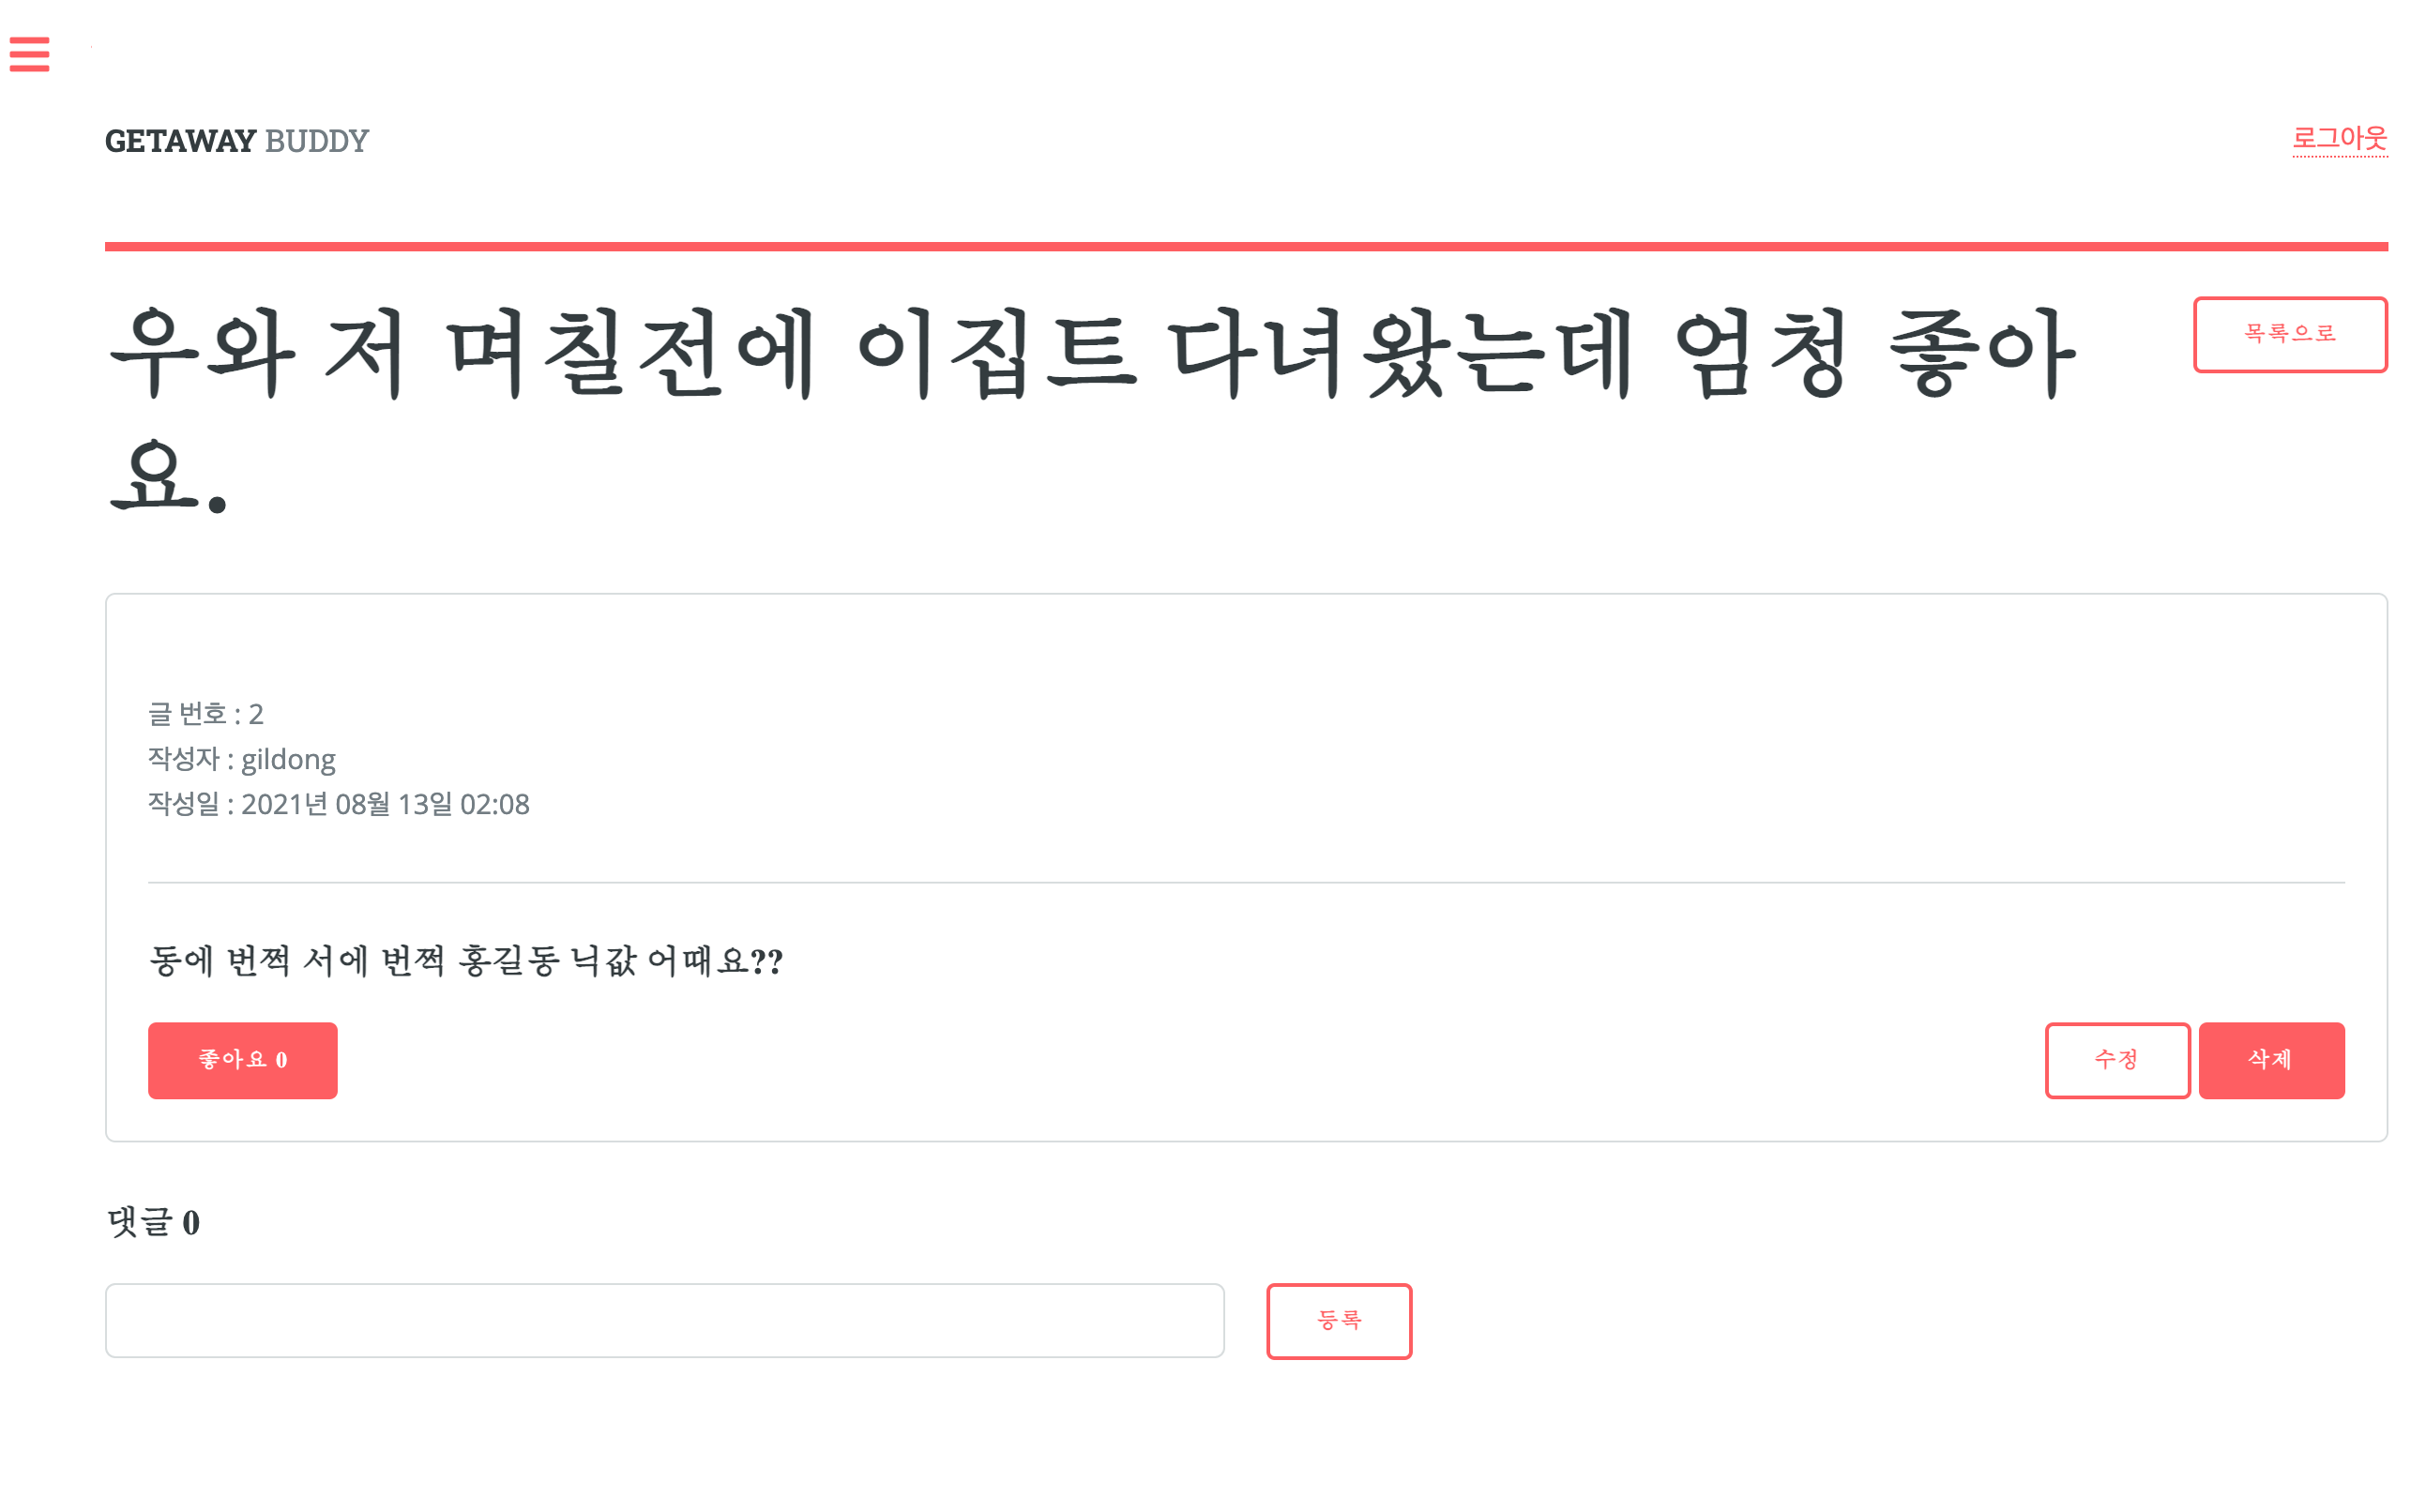 GETAWAY BUDDY
로그아웃
우와 저 며칠전에 이집트 다녀왔는데 엄청 좋아
요.
목록으로
글 번호 : 2
작성자 : gildong
작성일 : 2021년 08월 13일 02:08
동에 번쩍 서에 번쩍 홍길동 닉값 어때요??
좋아요 0
수정
삭제
댓글 0
등록